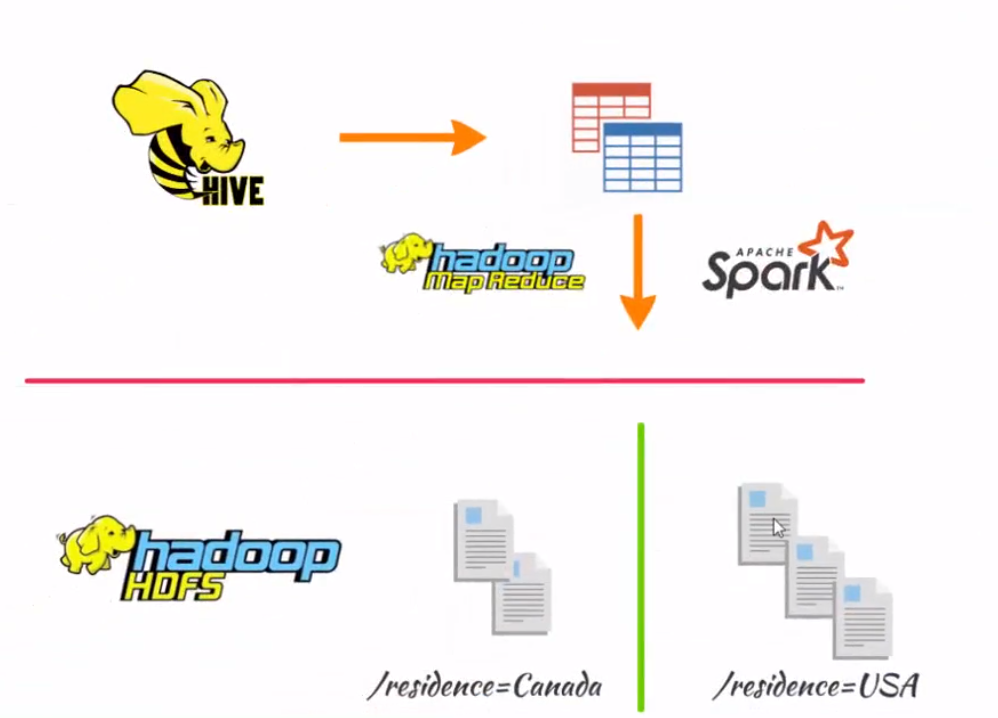 HIVE
hadoop
Map Reduce
APACHE
Spark
hadoop
HDFS
/residence=Canada
/residence=USA